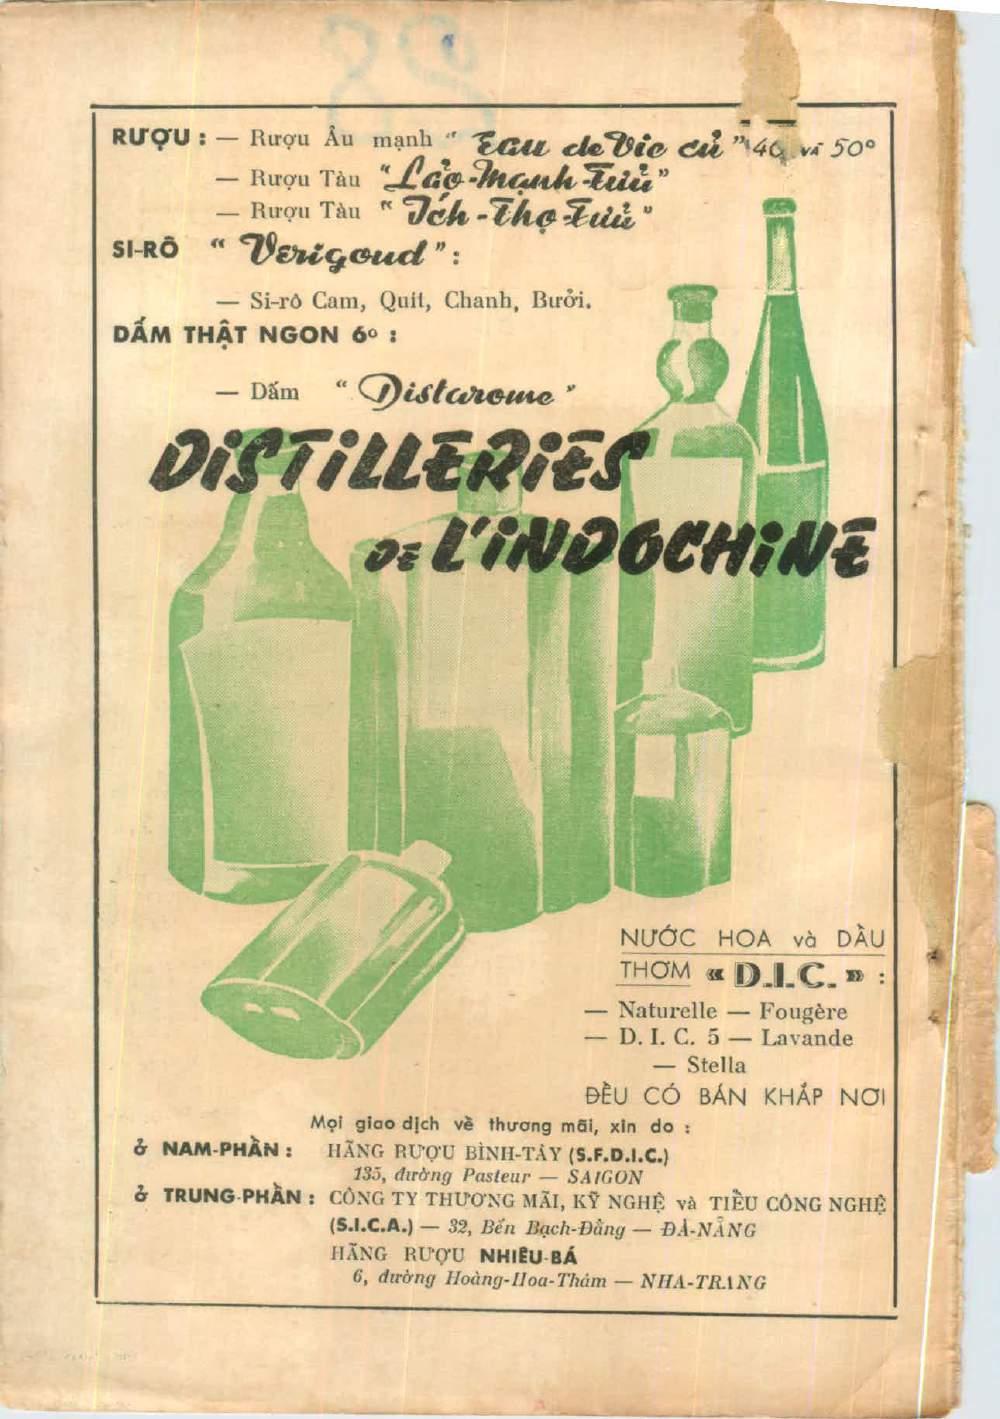 RƯỢU : — Rượu Âu mạnh “ Eau de Vie củ ” 40 và 50°
— Rượu Tàu “ Lảo-Mạnh-Tửu ”
— Rượu Tàu “ Ích-Thọ-Tửu ”
SI-RÔ “ Verigoud ” :
— Si-rô Cam, Quít, Chanh, Bưởi.
DẤM THẬT NGON 6° :
— Dấm “ Distarome ”
DISTILLERIES
DE L'INDOCHINE
NƯỚC HOA và DẦU
THƠM « D.I.C. » :
— Naturelle — Fougère
— D. I. C. 5 — Lavande
— Stella
ĐỀU CÓ BÁN KHẮP NƠI
Mọi giao dịch về thương mãi, xin do :
ở NAM-PHẦN : HÃNG RƯỢU BÌNH-TÂY (S.F.D.I.C.)
135, đường Pasteur — SAIGON
ở TRUNG-PHẦN : CÔNG TY THƯƠNG MÃI, KỸ NGHỆ và TIỂU CÔNG NGHỆ
(S.I.C.A.) — 32, Bến Bạch-Đằng — ĐÀ-NẴNG
HÃNG RƯỢU NHIÊU-BÁ
6, đường Hoàng-Hoa-Thám — NHA-TRANG